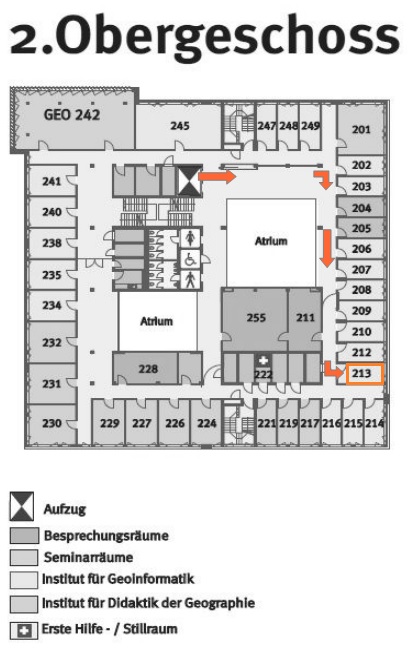 2.Obergeschoss
GEO 242
245
247 248 249
201
202
241
203
240
204
205
238
Atrium
206
235
207
208
234
255
211
209
Atrium
210
232
212
228
222
213
231
230
229
227
226
224
221 219 217 216 215 214
Aufzug
Besprechungsräume
Seminarräume
Institut für Geoinformatik
Institut für Didaktik der Geographie
Erste Hilfe - / Stillraum